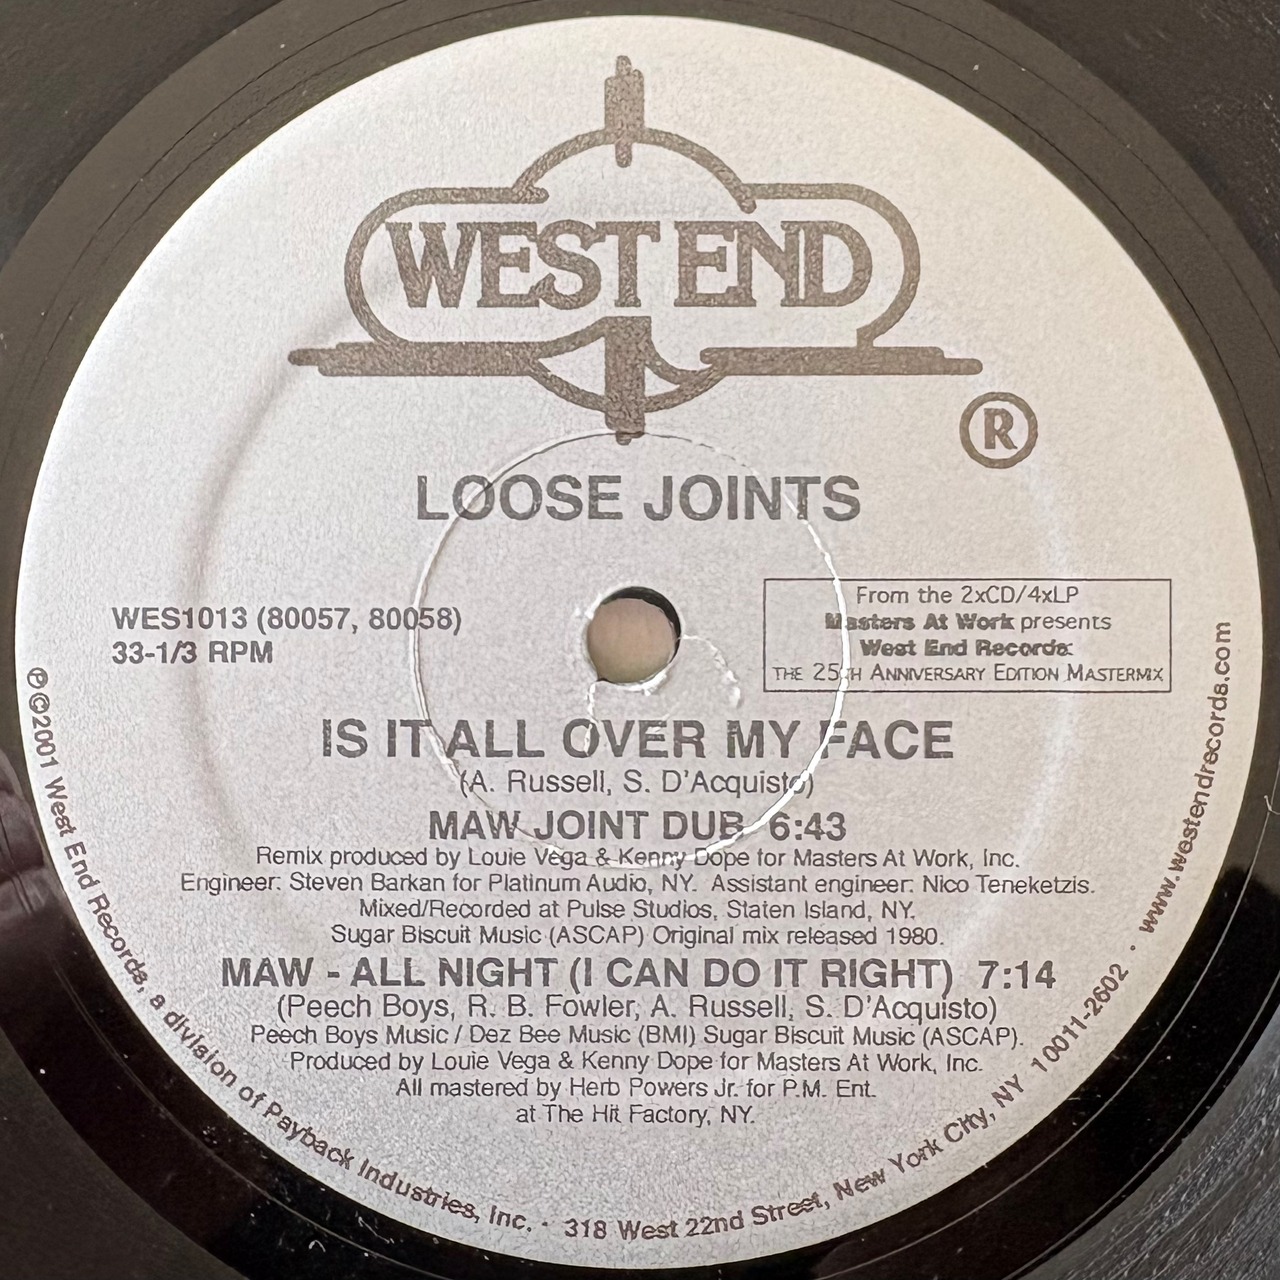 WEST END
®
LOOSE JOINTS
WES1013 (80057, 80058)
33-1/3 RPM
From the 2xCD/4xLP
Masters At Work presents
West End Records:
THE 25TH ANNIVERSARY EDITION MASTERMIX
IS IT ALL OVER MY FACE
(A. Russell, S. D'Acquisto)
MAW JOINT DUB 6:43
Remix produced by Louie Vega & Kenny Dope for Masters At Work, Inc.
Engineer: Steven Barkan for Platinum Audio, NY. Assistant engineer: Nico Teneketzis.
Mixed/Recorded at Pulse Studios, Staten Island, NY.
Sugar Biscuit Music (ASCAP) Original mix released 1980.
MAW - ALL NIGHT (I CAN DO IT RIGHT) 7:14
(Peech Boys, R. B. Fowler, A. Russell, S. D'Acquisto)
Peech Boys Music / Dez Bee Music (BMI) Sugar Biscuit Music (ASCAP).
Produced by Louie Vega & Kenny Dope for Masters At Work, Inc.
All mastered by Herb Powers Jr. for P.M. Ent.
at The Hit Factory, NY.
℗©2001 West End Records, a division of Payback Industries, Inc. · 318 West 22nd Street, New York City, NY 10011-2602 · www.westendrecords.com